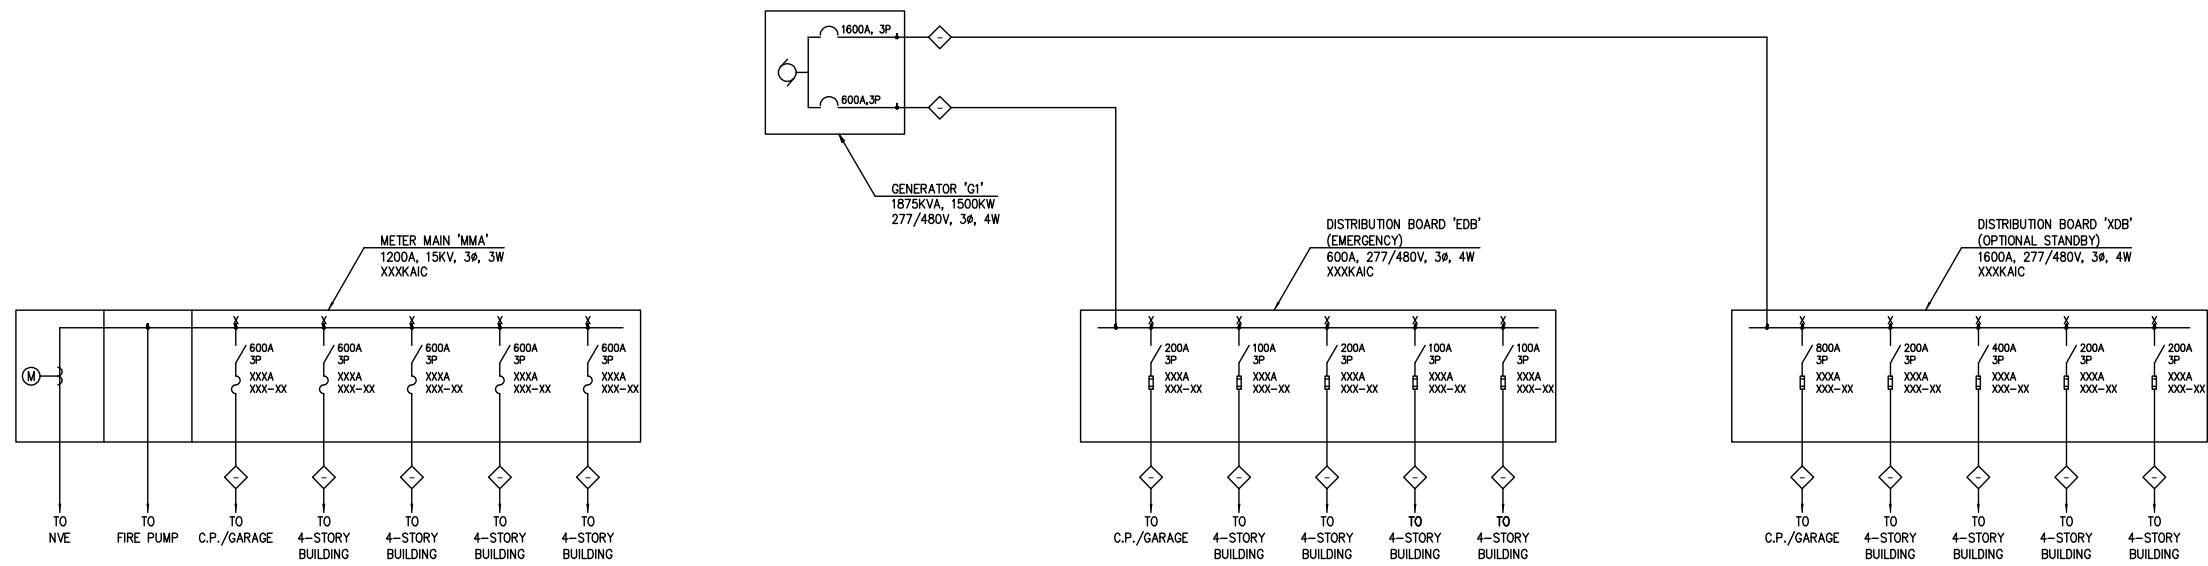 1600A, 3P
-
600A,3P
-
GENERATOR 'G1'
1875KVA, 1500KW
277/480V, 3ø, 4W
METER MAIN 'MMA'
1200A, 15KV, 3ø, 3W
XXXKAIC
DISTRIBUTION BOARD 'EDB'
(EMERGENCY)
600A, 277/480V, 3ø, 4W
XXXKAIC
DISTRIBUTION BOARD 'XDB'
(OPTIONAL STANDBY)
1600A, 277/480V, 3ø, 4W
XXXKAIC
M
X
600A
3P
XXXA
XXX-XX
X
600A
3P
XXXA
XXX-XX
X
600A
3P
XXXA
XXX-XX
X
600A
3P
XXXA
XXX-XX
X
600A
3P
XXXA
XXX-XX
-
-
-
-
-
TO
NVE
TO
FIRE PUMP
TO
C.P./GARAGE
TO
4-STORY
BUILDING
TO
4-STORY
BUILDING
TO
4-STORY
BUILDING
TO
4-STORY
BUILDING
X
200A
3P
XXXA
XXX-XX
X
100A
3P
XXXA
XXX-XX
X
200A
3P
XXXA
XXX-XX
X
100A
3P
XXXA
XXX-XX
X
100A
3P
XXXA
XXX-XX
-
-
-
-
-
TO
C.P./GARAGE
TO
4-STORY
BUILDING
TO
4-STORY
BUILDING
TO
4-STORY
BUILDING
TO
4-STORY
BUILDING
X
800A
3P
XXXA
XXX-XX
X
200A
3P
XXXA
XXX-XX
X
400A
3P
XXXA
XXX-XX
X
200A
3P
XXXA
XXX-XX
X
200A
3P
XXXA
XXX-XX
-
-
-
-
-
TO
C.P./GARAGE
TO
4-STORY
BUILDING
TO
4-STORY
BUILDING
TO
4-STORY
BUILDING
TO
4-STORY
BUILDING